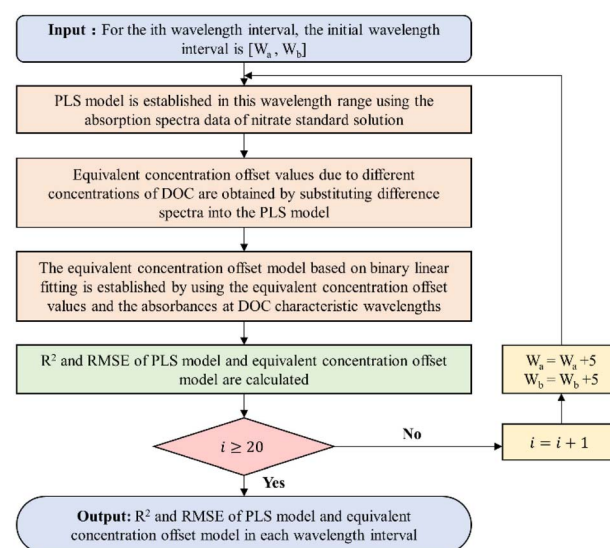 Input : For the ith wavelength interval, the initial wavelength
interval is [Wₐ , W_b]
PLS model is established in this wavelength range using the
absorption spectra data of nitrate standard solution
Equivalent concentration offset values due to different
concentrations of DOC are obtained by substituting difference
spectra into the PLS model
The equivalent concentration offset model based on binary linear
fitting is established by using the equivalent concentration offset
values and the absorbances at DOC characteristic wavelengths
R² and RMSE of PLS model and equivalent concentration offset
model are calculated
Wₐ = Wₐ +5
W_b = W_b +5
i ≥ 20
No
i = i + 1
Yes
Output: R² and RMSE of PLS model and equivalent
concentration offset model in each wavelength interval